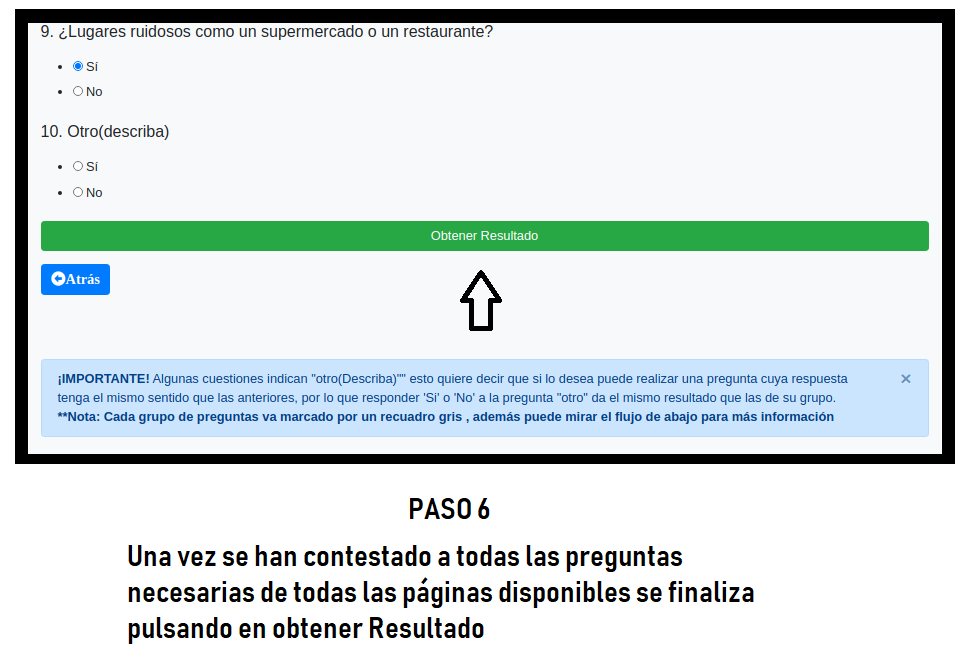 9. ¿Lugares ruidosos como un supermercado o un restaurante?
Sí
No
10. Otro(describa)
Sí
No
Obtener Resultado
Atrás
¡IMPORTANTE! Algunas cuestiones indican "otro(Describa)"" esto quiere decir que si lo desea puede realizar una pregunta cuya respuesta
tenga el mismo sentido que las anteriores, por lo que responder 'Si' o 'No' a la pregunta "otro" da el mismo resultado que las de su grupo.
**Nota: Cada grupo de preguntas va marcado por un recuadro gris , además puede mirar el flujo de abajo para más información
×
PASO 6
Una vez se han contestado a todas las preguntas
necesarias de todas las páginas disponibles se finaliza
pulsando en obtener Resultado